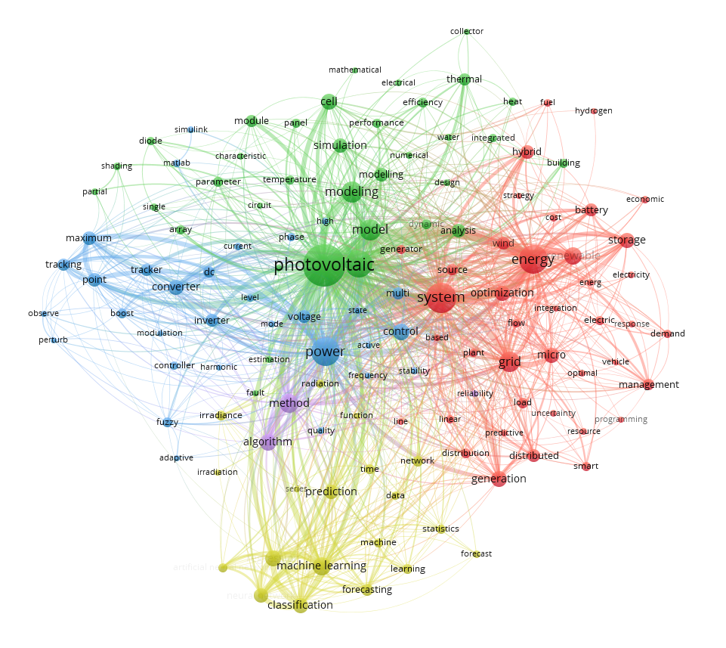 collector
mathematical
electrical
thermal
cell
efficiency
heat
fuel
hydrogen
module
panel
performance
simulink
diode
simulation
water
integrated
matlab
characteristic
numerical
hybrid
building
shading
parameter
temperature
modelling
design
partial
modeling
strategy
economic
single
circuit
high
dynamic
cost
battery
array
phase
model
analysis
maximum
current
generator
wind
storage
tracking
tracker
dc
photovoltaic
source
energy
electricity
point
converter
level
multi
system
optimization
energ
observe
boost
inverter
mode
voltage
state
integration
perturb
modulation
control
flow
electric
response
demand
harmonic
power
active
based
estimation
plant
grid
micro
vehicle
controller
radiation
frequency
stability
optimal
management
fault
reliability
method
load
irradiance
function
line
linear
uncertainty
programming
fuzzy
quality
predictive
resource
algorithm
adaptive
distribution
distributed
irradiation
time
network
smart
series
prediction
data
generation
statistics
machine
forecast
machine learning
learning
forecasting
classification